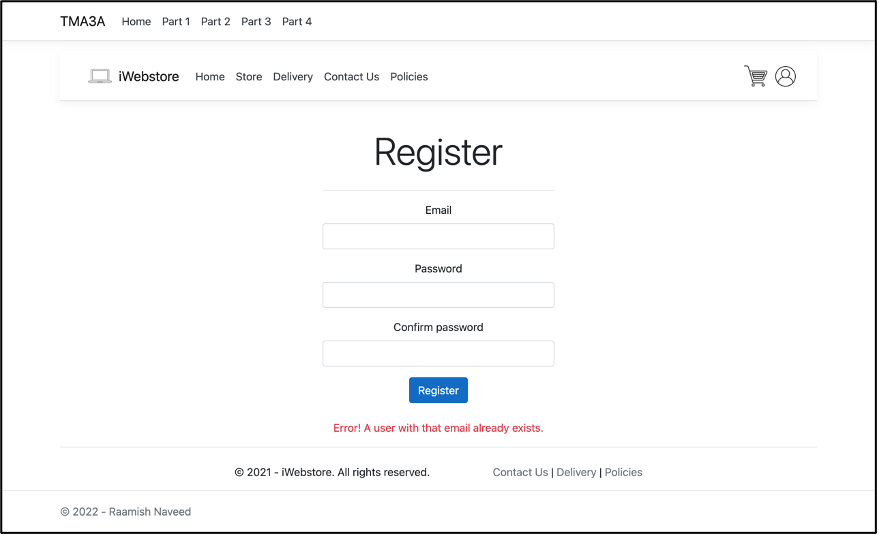 TMA3A Home Part 1 Part 2 Part 3 Part 4
iWebstore Home Store Delivery Contact Us Policies
Register
Email
Password
Confirm password
Register
Error! A user with that email already exists.
© 2021 - iWebstore. All rights reserved. Contact Us | Delivery | Policies
© 2022 - Raamish Naveed